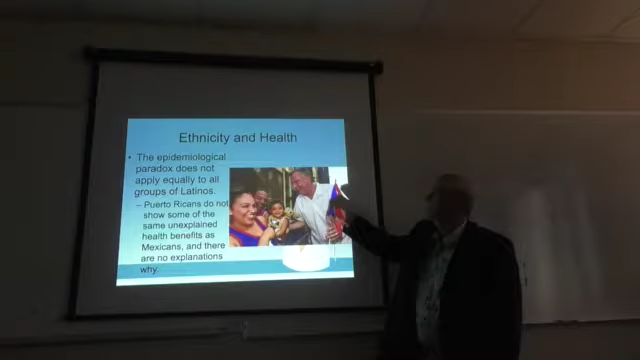 Ethnicity and Health
• The epidemiological
paradox does not
apply equally to all
groups of Latinos.
– Puerto Ricans do not
show some of the
same unexplained
health benefits as
Mexicans, and there
are no explanations
why